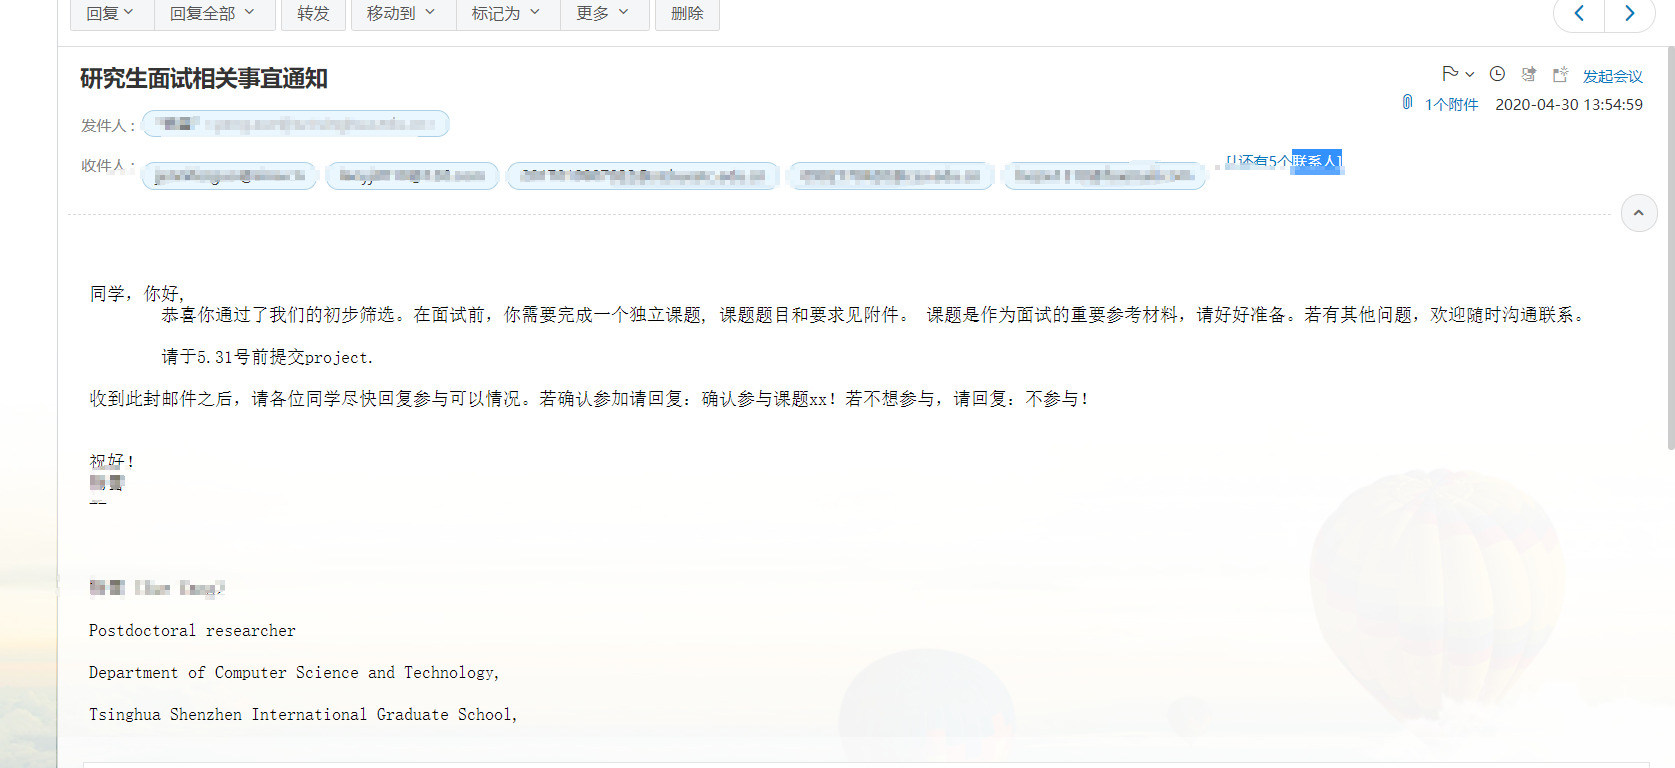 回复 回复全部 转发 移动到 标记为 更多 删除
研究生面试相关事宜通知
发起会议
1个附件 2020-04-30 13:54:59
发件人：
收件人：
还有5个联系人]
同学，你好,
恭喜你通过了我们的初步筛选。在面试前，你需要完成一个独立课题, 课题题目和要求见附件。 课题是作为面试的重要参考材料，请好好准备。若有其他问题，欢迎随时沟通联系。
请于5.31号前提交project.
收到此封邮件之后，请各位同学尽快回复参与可以情况。若确认参加请回复：确认参与课题xx！若不想参与，请回复：不参与！
祝好！
--
Postdoctoral researcher
Department of Computer Science and Technology,
Tsinghua Shenzhen International Graduate School,